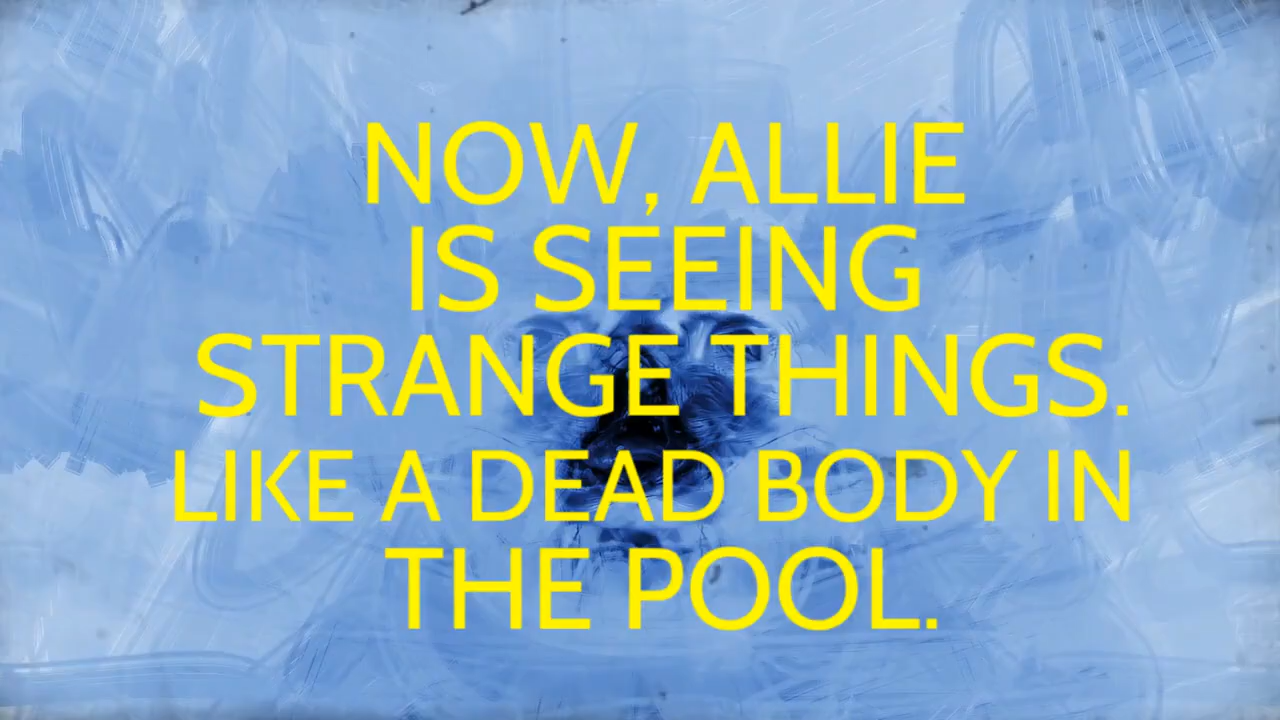 NOW, ALLIE
IS SEEING
STRANGE THINGS.
LIKE A DEAD BODY IN
THE POOL.